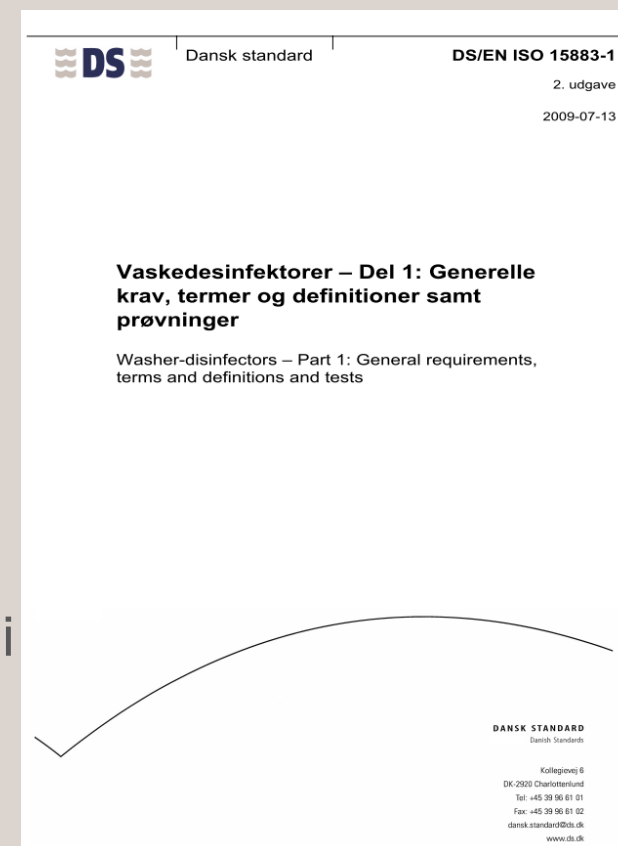 DS
Dansk standard
DS/EN ISO 15883-1
2. udgave
2009-07-13
Vaskedesinfektorer – Del 1: Generelle
krav, termer og definitioner samt
prøvninger
Washer-disinfectors – Part 1: General requirements,
terms and definitions and tests
i
DANSK STANDARD
Danish Standards
Kollegievej 6
DK-2920 Charlottenlund
Tel: +45 39 96 61 01
Fax: +45 39 96 61 02
dansk.standard@ds.dk
www.ds.dk